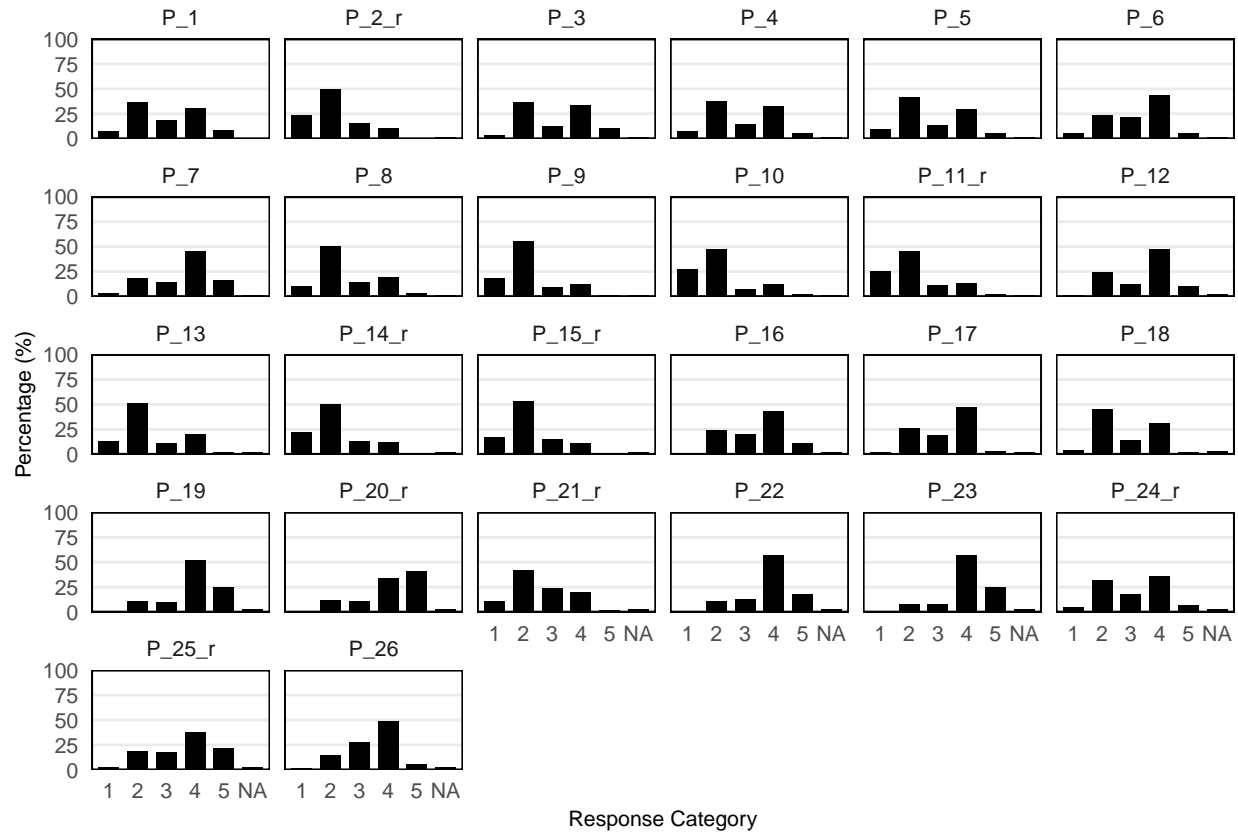 P_1 P_2_r P_3 P_4 P_5 P_6
100
75
50
25
0
P_7 P_8 P_9 P_10 P_11_r P_12
100
75
50
25
0
P_13 P_14_r P_15_r P_16 P_17 P_18
100
75
50
25
0
P_19 P_20_r P_21_r P_22 P_23 P_24_r
100
75
50
25
0
1 2 3 4 5 NA 1 2 3 4 5 NA 1 2 3 4 5 NA 1 2 3 4 5 NA
P_25_r P_26
100
75
50
25
0
1 2 3 4 5 NA 1 2 3 4 5 NA
Percentage (%)
Response Category